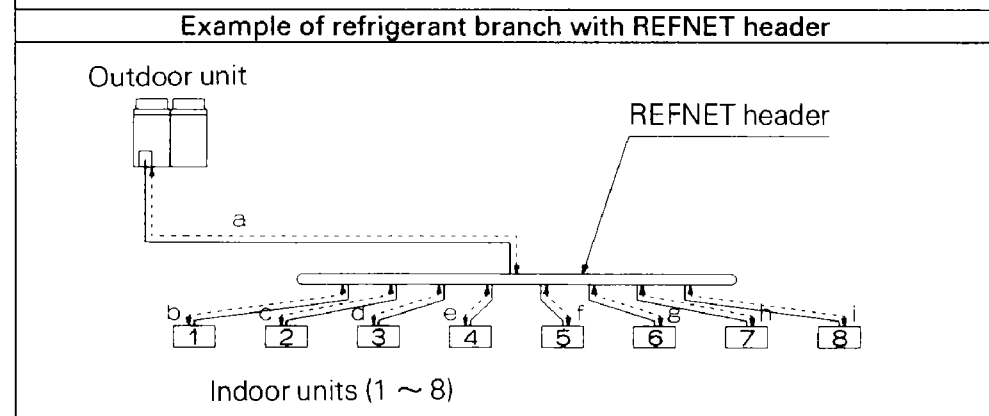 Example of refrigerant branch with REFNET header
Outdoor unit
REFNET header
a
b c d e f g h i
1 2 3 4 5 6 7 8
Indoor units (1 ～ 8)